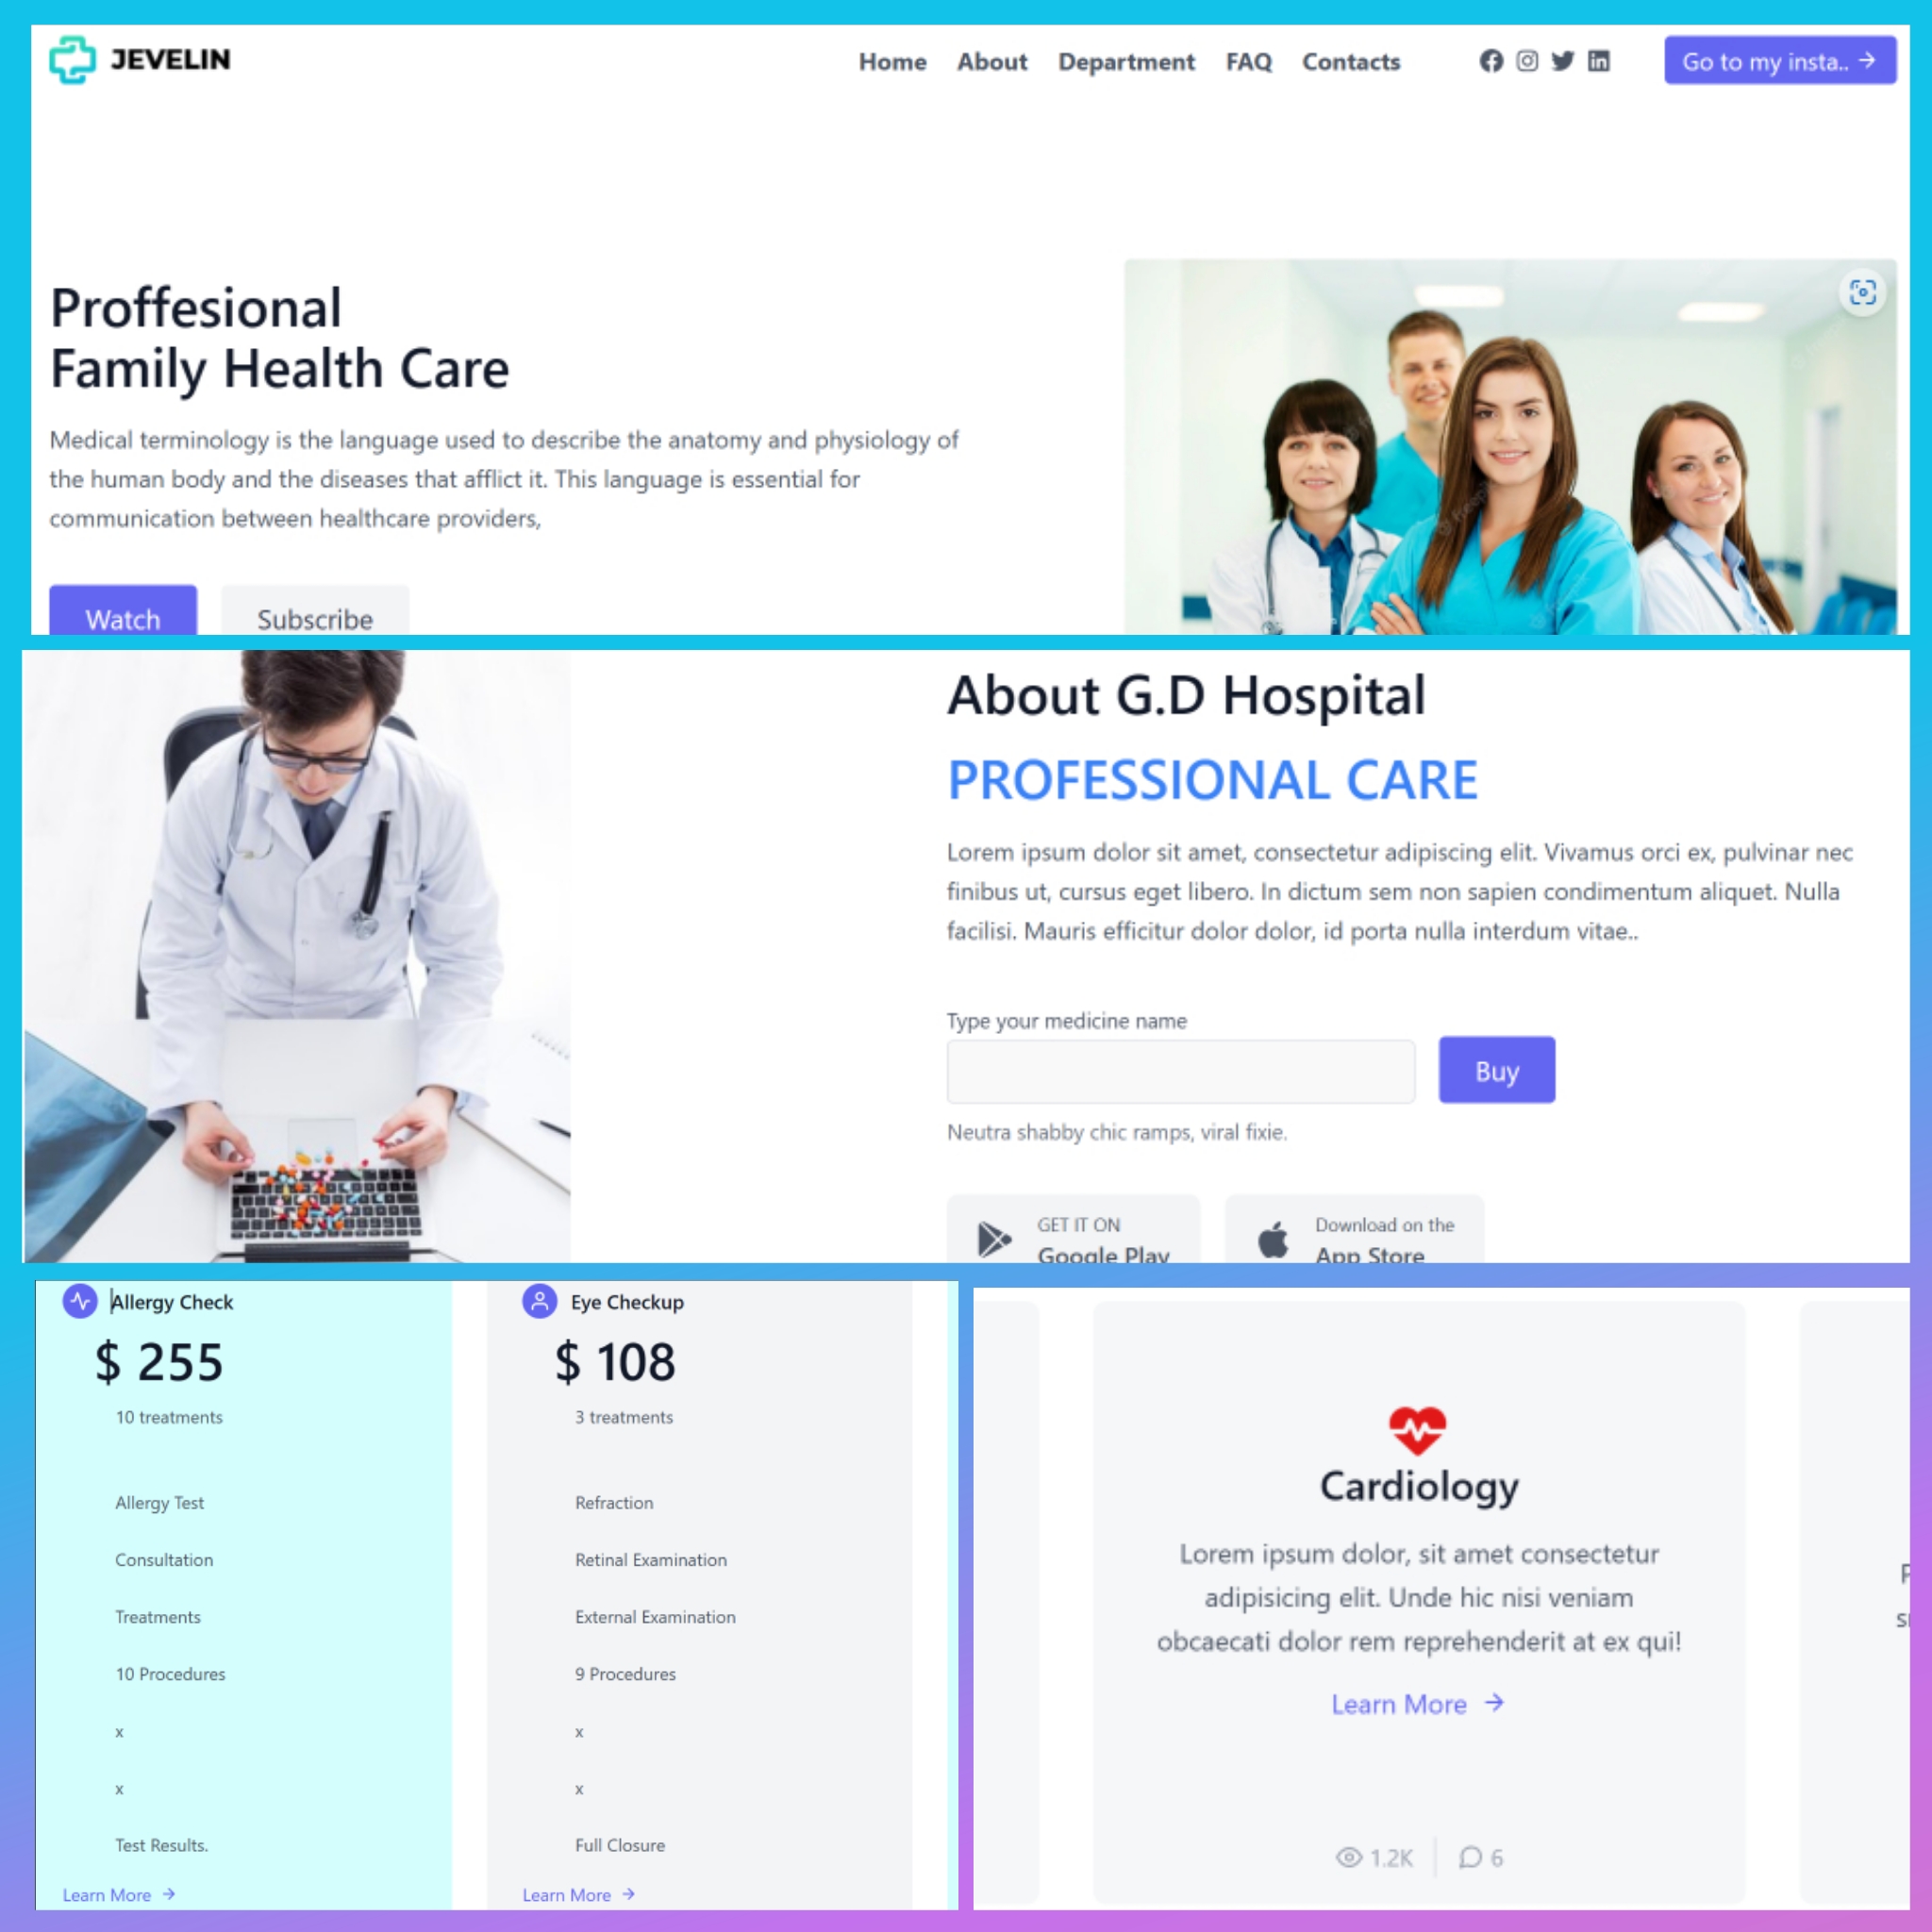 JEVELIN
Home About Department FAQ Contacts
Go to my insta..
Proffesional
Family Health Care
Medical terminology is the language used to describe the anatomy and physiology of
the human body and the diseases that afflict it. This language is essential for
communication between healthcare providers,
Watch Subscribe
About G.D Hospital
PROFESSIONAL CARE
Lorem ipsum dolor sit amet, consectetur adipiscing elit. Vivamus orci ex, pulvinar nec
finibus ut, cursus eget libero. In dictum sem non sapien condimentum aliquet. Nulla
facilisi. Mauris efficitur dolor dolor, id porta nulla interdum vitae..
Type your medicine name
Buy
Neutra shabby chic ramps, viral fixie.
GET IT ON
Google Play
Download on the
App Store
Allergy Check
$ 255
10 treatments
Allergy Test
Consultation
Treatments
10 Procedures
x
x
Test Results.
Learn More
Eye Checkup
$ 108
3 treatments
Refraction
Retinal Examination
External Examination
9 Procedures
x
x
Full Closure
Learn More
Cardiology
Lorem ipsum dolor, sit amet consectetur
adipisicing elit. Unde hic nisi veniam
obcaecati dolor rem reprehenderit at ex qui!
Learn More
1.2K 6